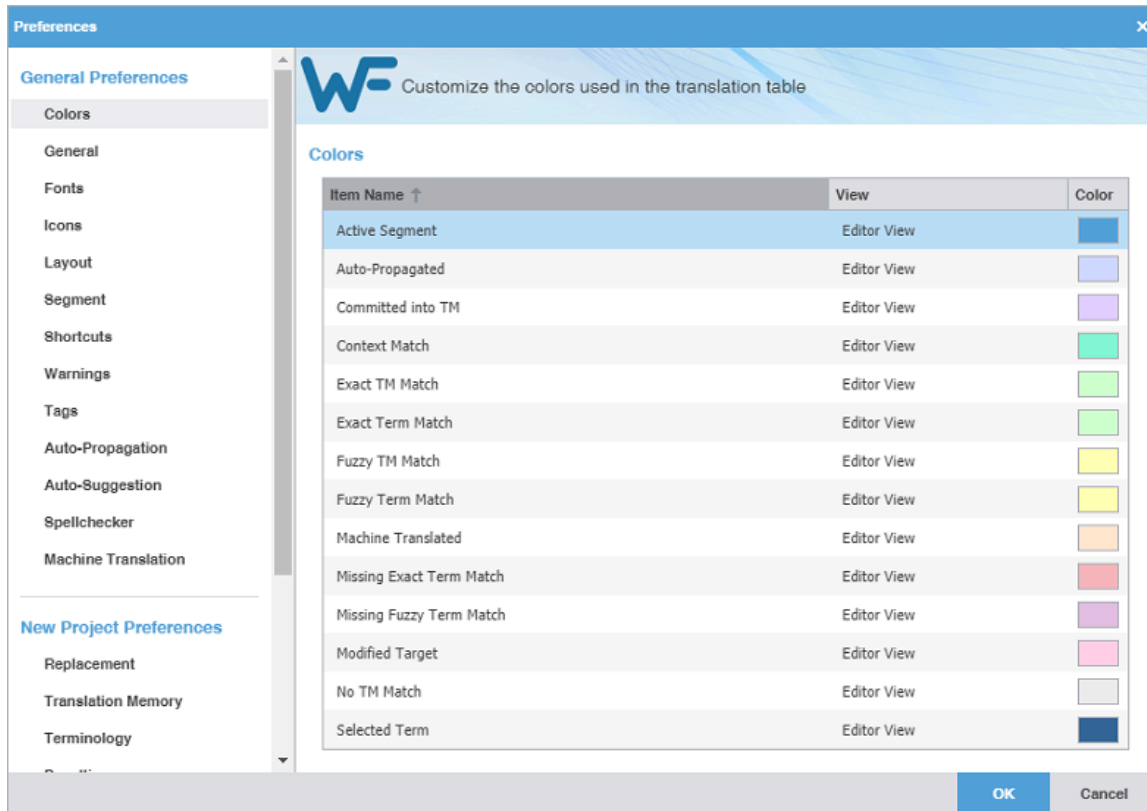 Preferences
General Preferences
Colors
General
Fonts
Icons
Layout
Segment
Shortcuts
Warnings
Tags
Auto-Propagation
Auto-Suggestion
Spellchecker
Machine Translation
New Project Preferences
Replacement
Translation Memory
Terminology
WF
Customize the colors used in the translation table
Colors
Item Name View Color
Active Segment Editor View
Auto-Propagated Editor View
Committed into TM Editor View
Context Match Editor View
Exact TM Match Editor View
Exact Term Match Editor View
Fuzzy TM Match Editor View
Fuzzy Term Match Editor View
Machine Translated Editor View
Missing Exact Term Match Editor View
Missing Fuzzy Term Match Editor View
Modified Target Editor View
No TM Match Editor View
Selected Term Editor View
OK Cancel